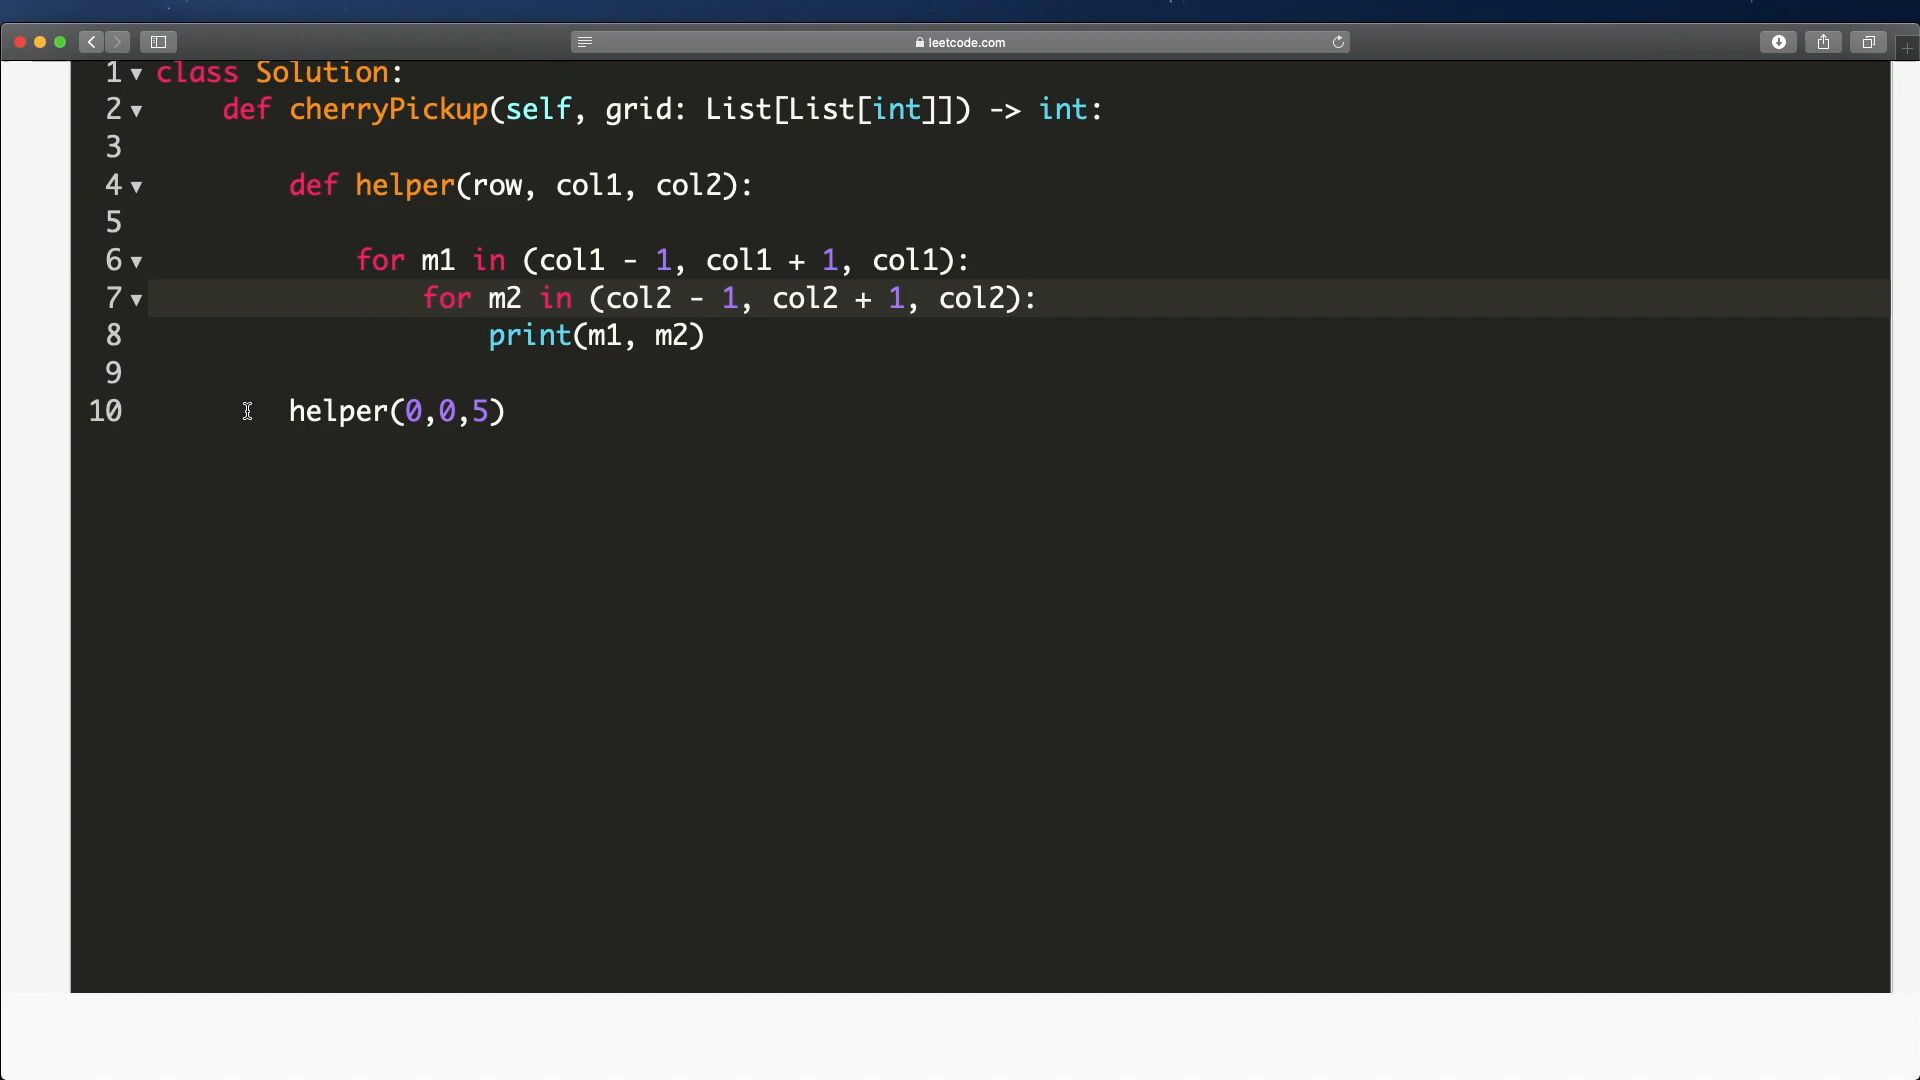 leetcode.com
1 class Solution:
2 def cherryPickup(self, grid: List[List[int]]) -> int:
3
4 def helper(row, col1, col2):
5
6 for m1 in (col1 - 1, col1 + 1, col1):
7 for m2 in (col2 - 1, col2 + 1, col2):
8 print(m1, m2)
9
10 helper(0,0,5)